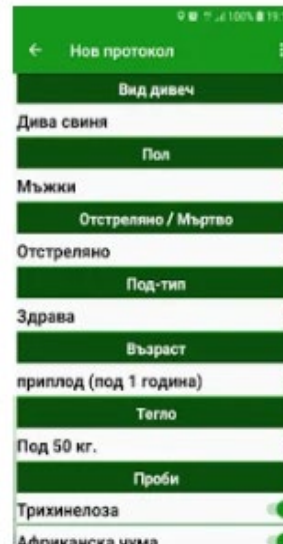 100%
Нов протокол
Вид дивеч
Дива свиня
Пол
Мъжки
Отстреляно / Мъртво
Отстреляно
Под-тип
Здрава
Възраст
приплод (под 1 година)
Тегло
Под 50 кг.
Проби
Трихинелоза
Африканска чума